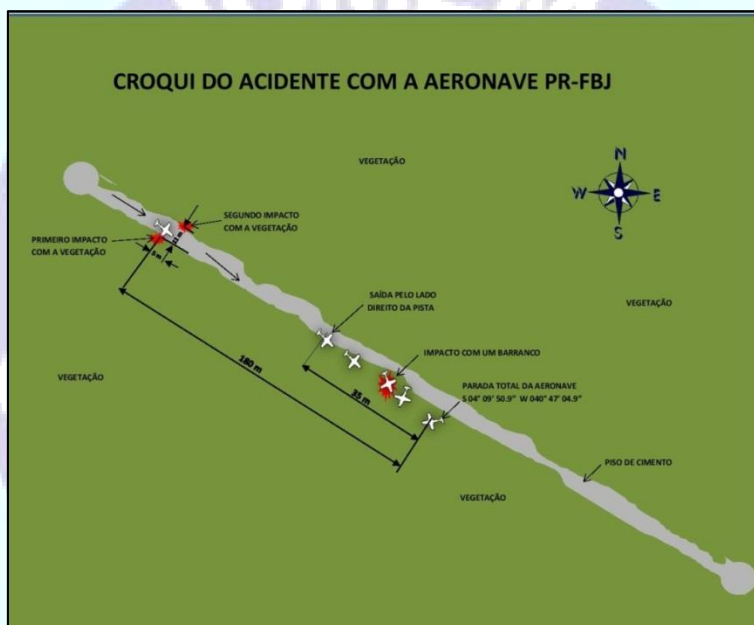 CROQUI DO ACIDENTE COM A AERONAVE PR-FBJ
VEGETAÇÃO
N
W E
S
SEGUNDO IMPACTO
COM A VEGETAÇÃO
PRIMEIRO IMPACTO
COM A VEGETAÇÃO
11 m
5 m
SAÍDA PELO LADO
DIREITO DA PISTA
VEGETAÇÃO
IMPACTO COM UM BARRANCO
VEGETAÇÃO
180 m
35 m
PARADA TOTAL DA AERONAVE
S 04° 09' 50.9" W 040° 47' 04.9"
PISO DE CIMENTO
VEGETAÇÃO